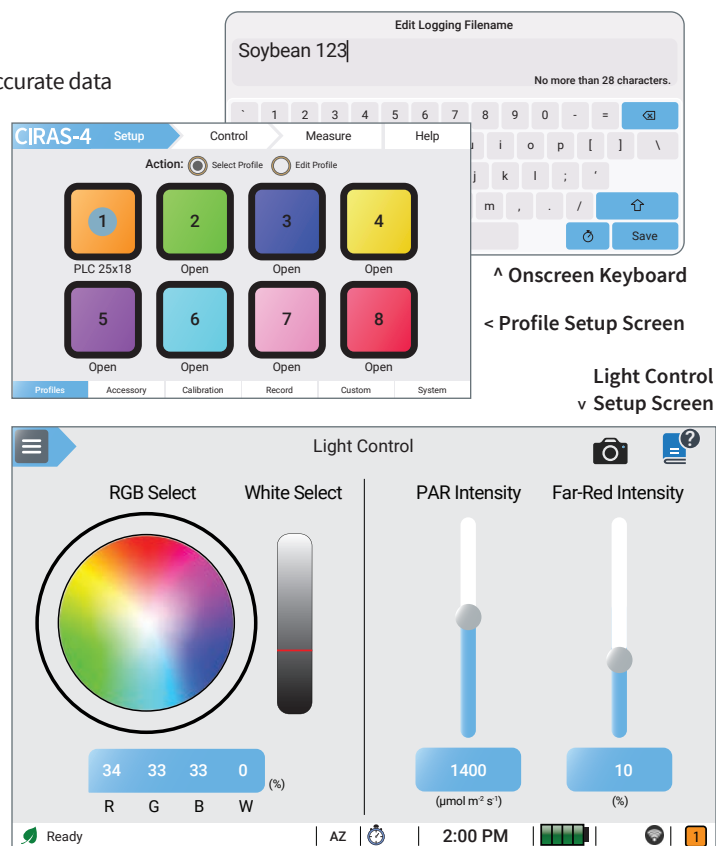 ccurate data
Edit Logging Filename
Soybean 123
No more than 28 characters.
` 1 2 3 4 5 6 7 8 9 0 - =
i o p [ ] \
j k l ; ‘
m , . /
Save
^ Onscreen Keyboard
CIRAS-4 Setup Control Measure Help
Action: Select Profile Edit Profile
1 2 3 4
PLC 25x18 Open Open Open
5 6 7 8
Open Open Open Open
Profiles Accessory Calibration Record Custom System
< Profile Setup Screen
Light Control
v Setup Screen
Light Control
?
RGB Select White Select PAR Intensity Far-Red Intensity
34 33 33 0 (%)
R G B W
1400
(µmol m⁻² s⁻¹)
10
(%)
Ready AZ 2:00 PM 1